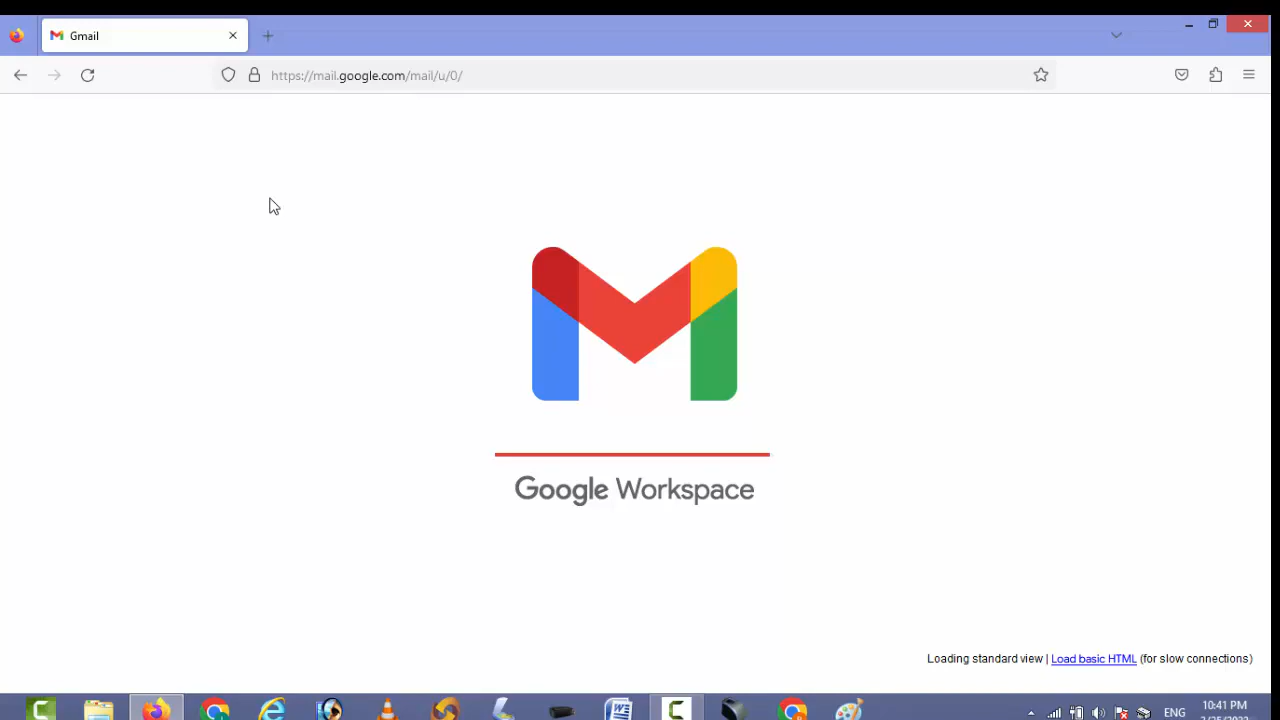 Gmail
https://mail.google.com/mail/u/0/
Google Workspace
Loading standard view | Load basic HTML (for slow connections)
ENG
10:41 PM